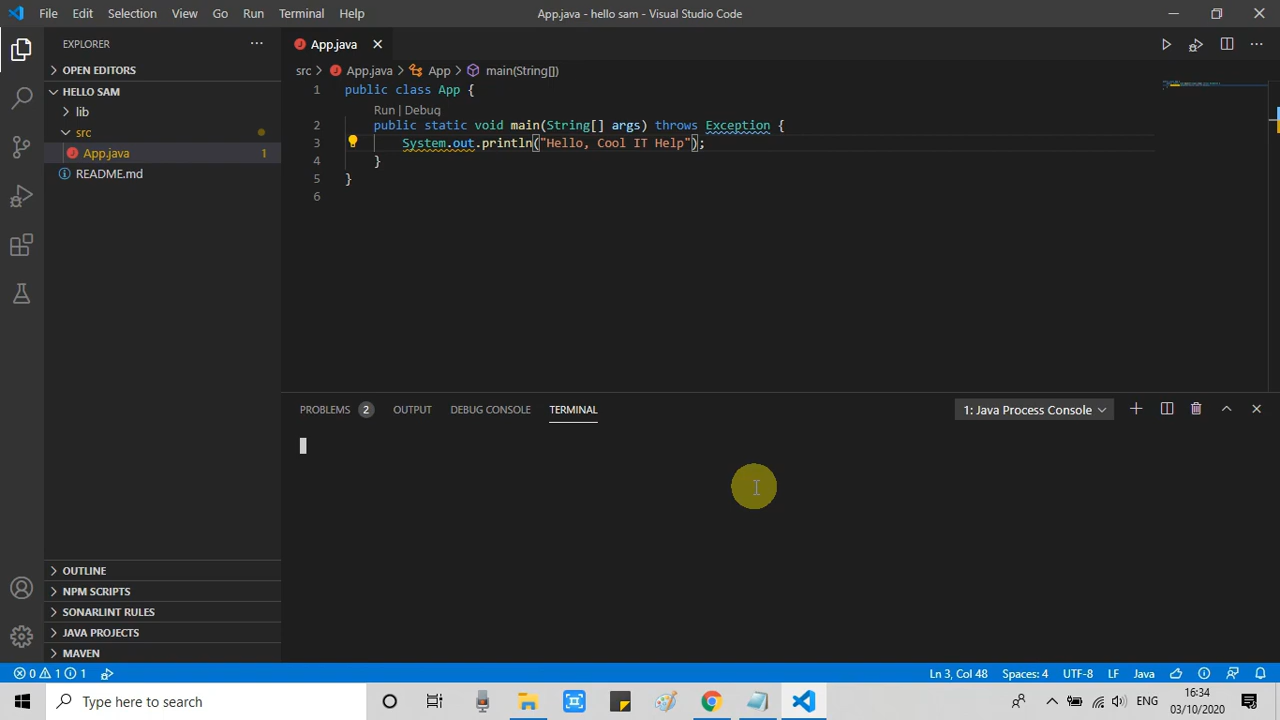 File Edit Selection View Go Run Terminal Help App.java - hello sam - Visual Studio Code
EXPLORER
OPEN EDITORS
HELLO SAM
lib
src
App.java 1
README.md
OUTLINE
NPM SCRIPTS
SONARLINT RULES
JAVA PROJECTS
MAVEN
App.java
src > App.java > App > main(String[])
1 public class App {
Run | Debug
2 public static void main(String[] args) throws Exception {
3 System.out.println("Hello, Cool IT Help");
4 }
5 }
6
PROBLEMS 2 OUTPUT DEBUG CONSOLE TERMINAL 1: Java Process Console
0 1 1 Ln 3, Col 48 Spaces: 4 UTF-8 LF Java
Type here to search ENG 16:34
03/10/2020